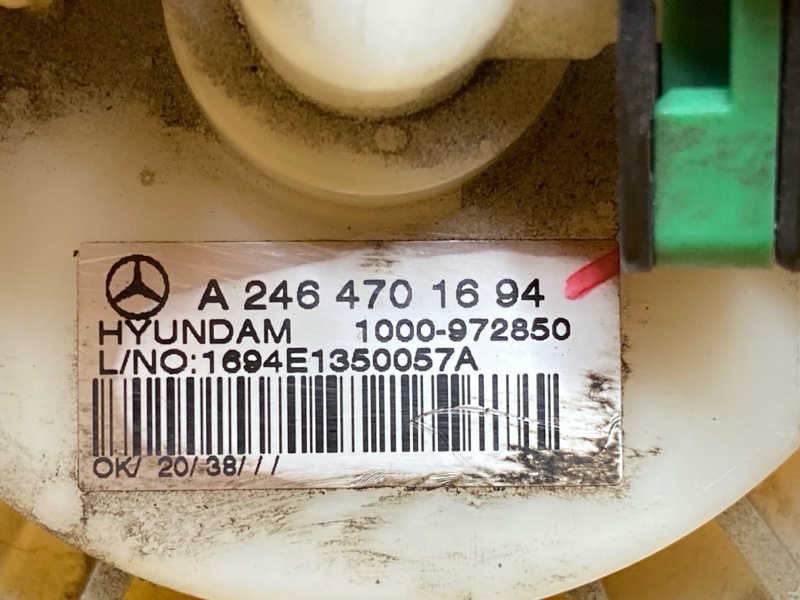 A 246 470 16 94
HYUNDAM 1000-972850
L/NO:1694E1350057A
OK/ 20/ 38/ / /